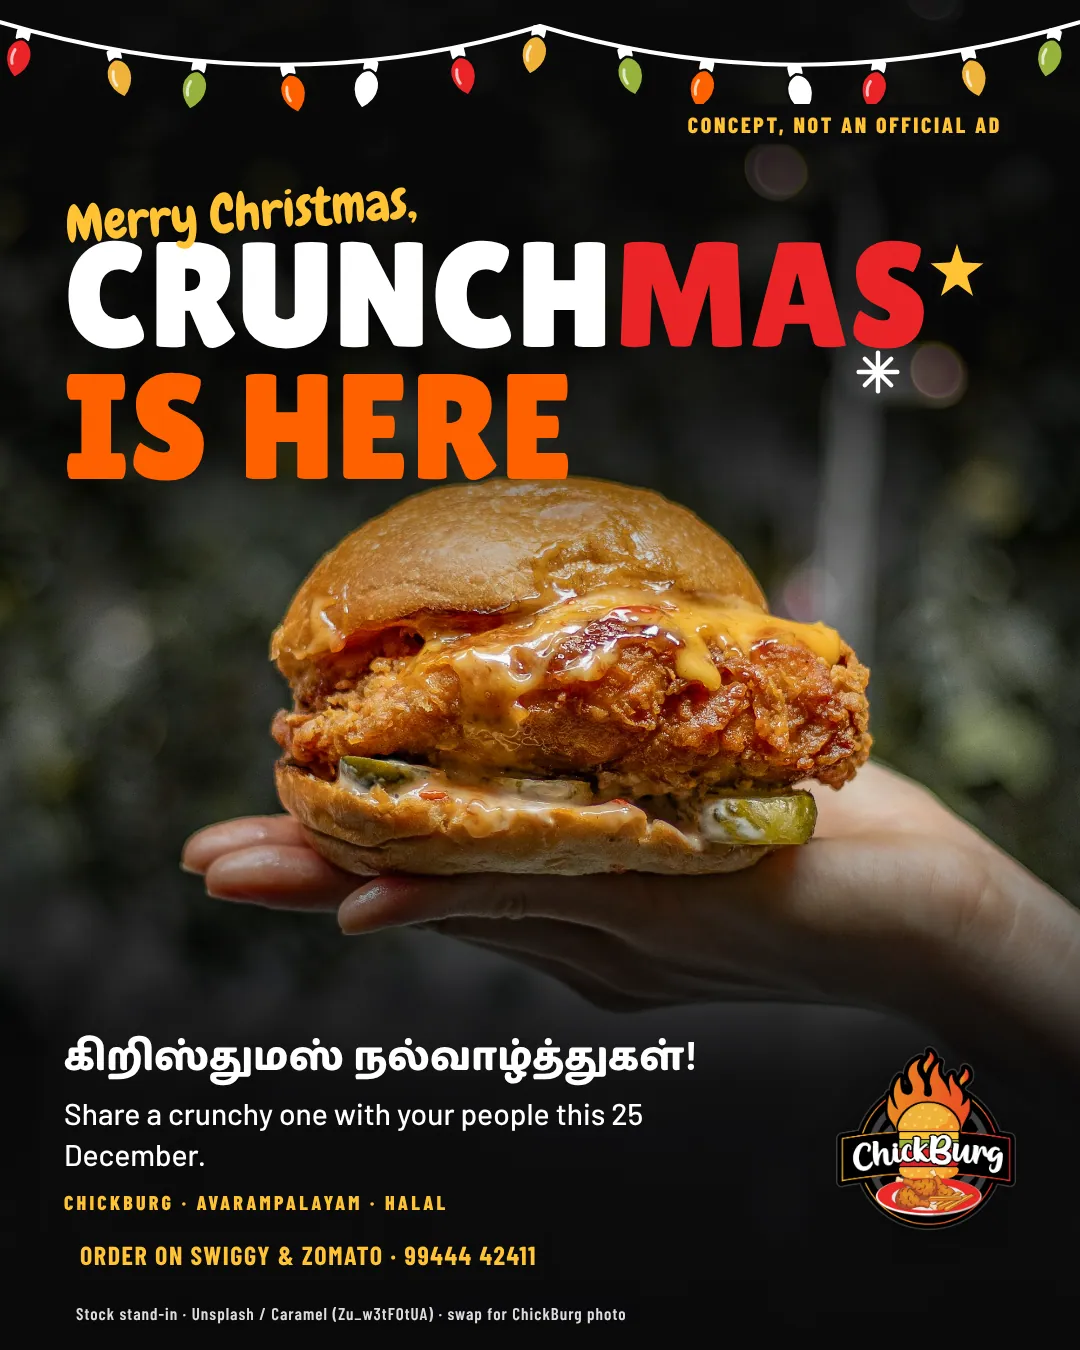 CONCEPT, NOT AN OFFICIAL AD
Merry Christmas,
CRUNCHMAS
IS HERE
கிறிஸ்துமஸ் நல்வாழ்த்துகள்!
Share a crunchy one with your people this 25
December.
CHICKBURG · AVARAMPALAYAM · HALAL
ChickBurg
ORDER ON SWIGGY & ZOMATO · 99444 42411
Stock stand-in · Unsplash / Caramel (Zu_w3tFOtUA) · swap for ChickBurg photo